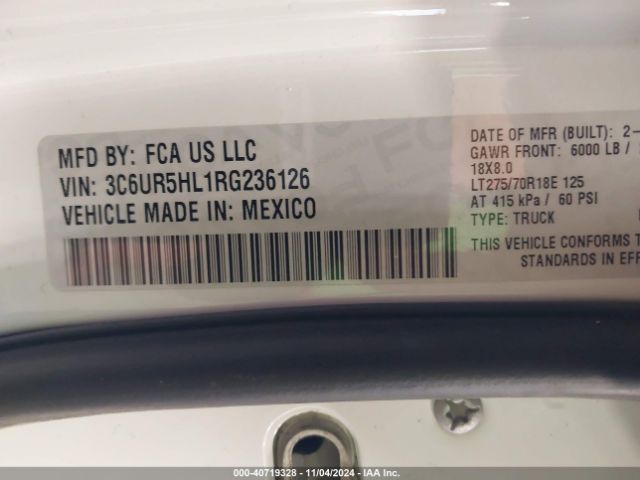 MFD BY: FCA US LLC
VIN: 3C6UR5HL1RG236126
VEHICLE MADE IN: MEXICO
DATE OF MFR (BUILT): 2-
GAWR FRONT: 6000 LB /
18X8.0
LT275/70R18E 125
AT 415 kPa / 60 PSI
TYPE: TRUCK
THIS VEHICLE CONFORMS T
STANDARDS IN EFF
000-40719328 - 11/04/2024 - IAA Inc.